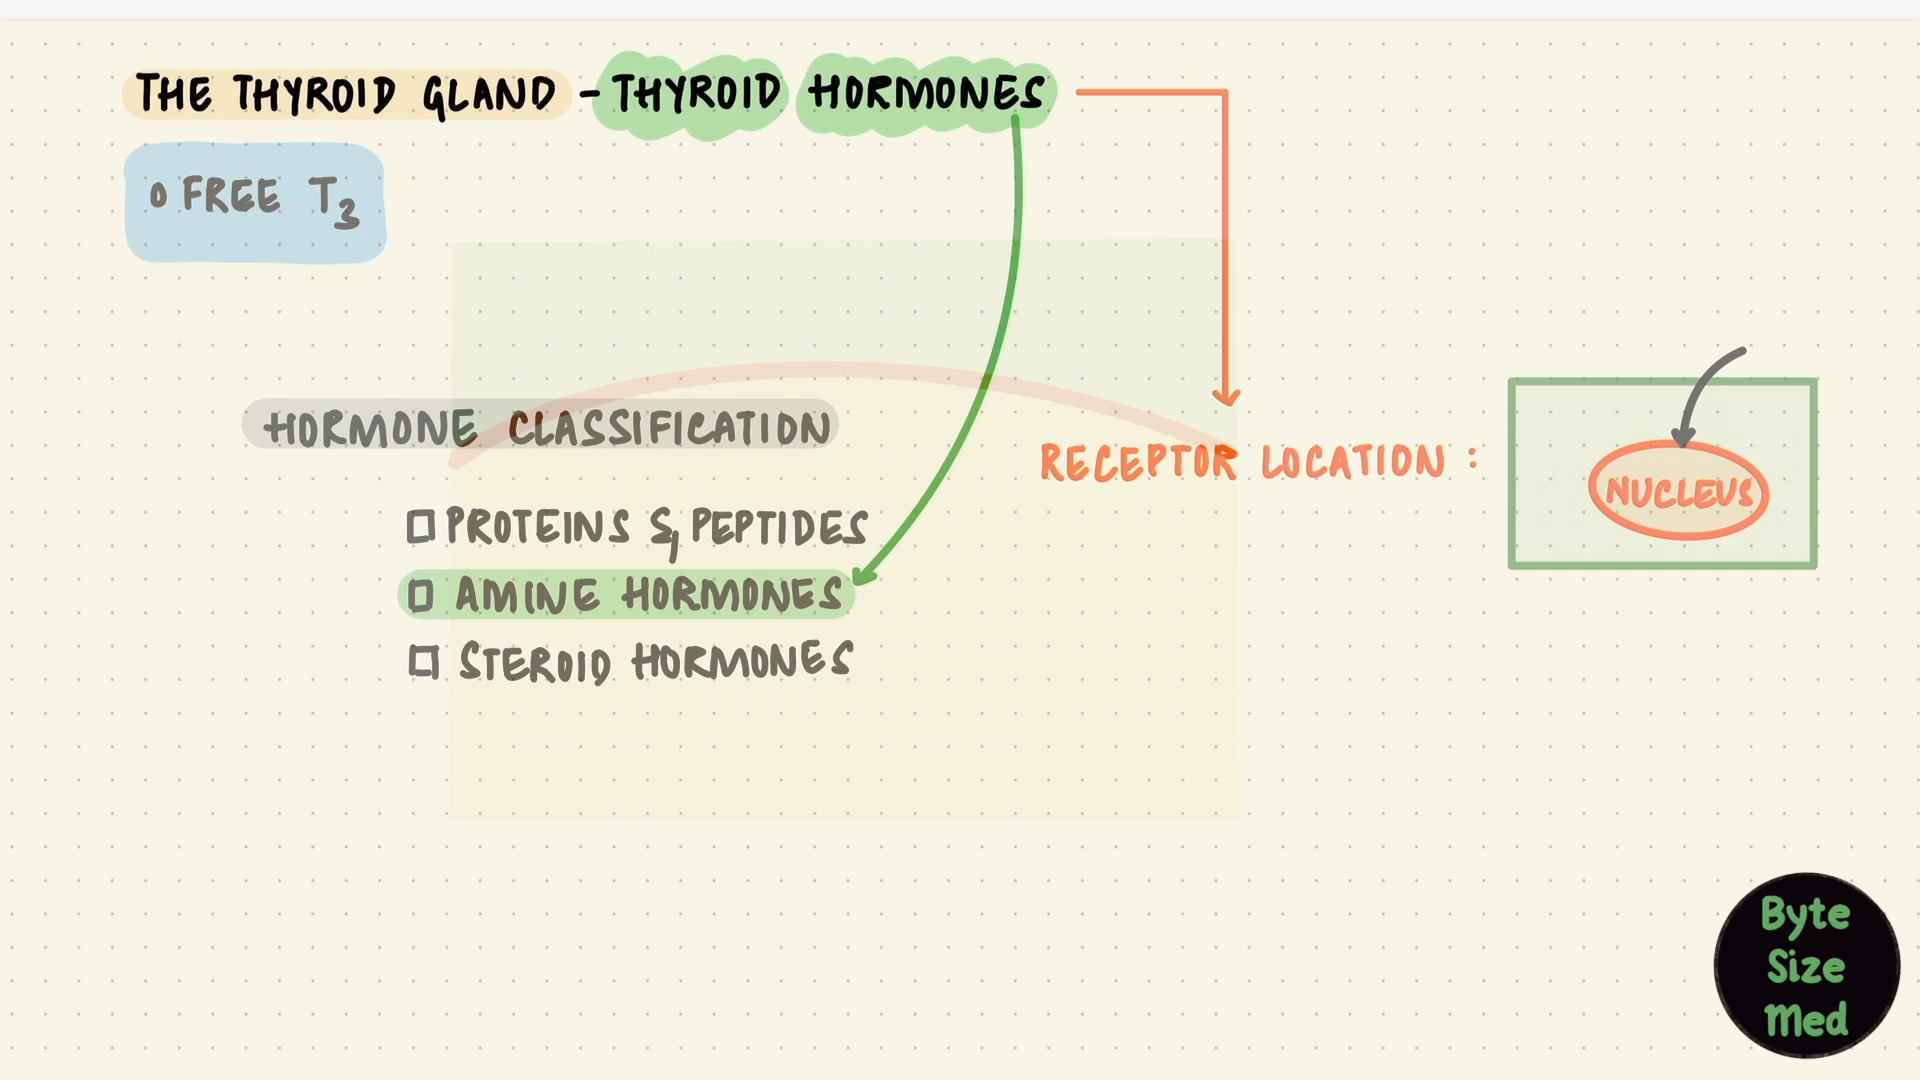 THE THYROID GLAND - THYROID HORMONES
o FREE T3
HORMONE CLASSIFICATION
PROTEINS & PEPTIDES
AMINE HORMONES
STEROID HORMONES
RECEPTOR LOCATION :
NUCLEUS
Byte
Size
Med